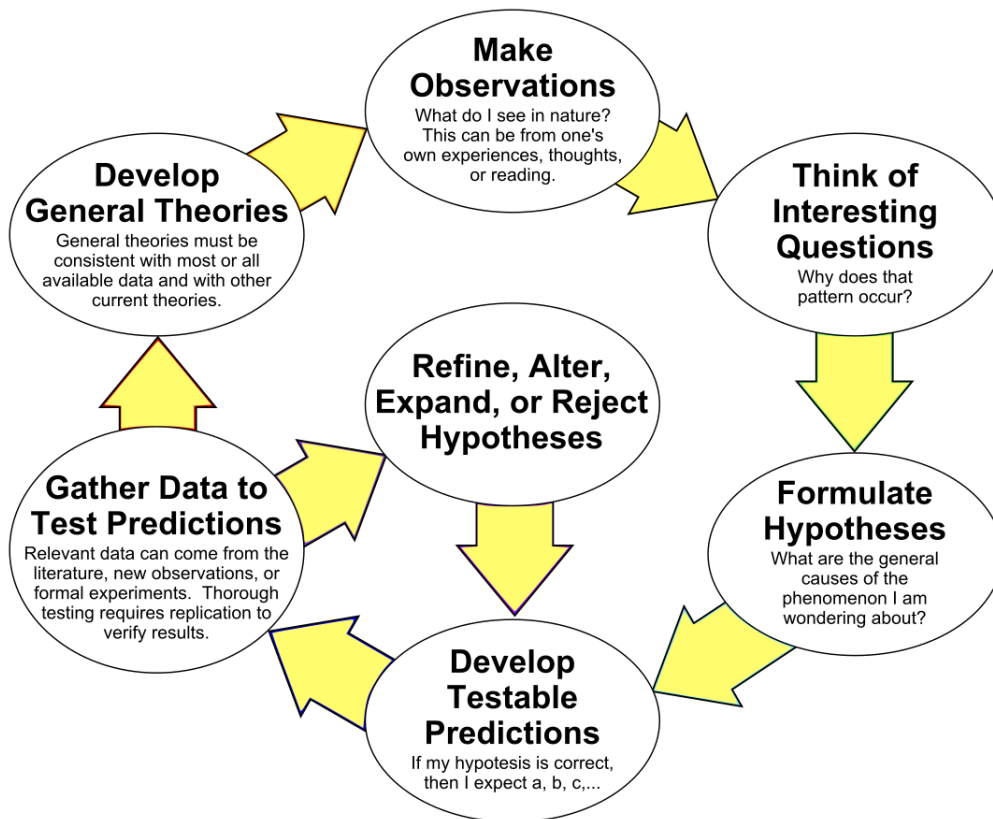 Make
Observations
What do I see in nature?
This can be from one's
own experiences, thoughts,
or reading.
Think of
Interesting
Questions
Why does that
pattern occur?
Formulate
Hypotheses
What are the general
causes of the
phenomenon I am
wondering about?
Develop
Testable
Predictions
If my hypotesis is correct,
then I expect a, b, c,...
Gather Data to
Test Predictions
Relevant data can come from the
literature, new observations, or
formal experiments. Thorough
testing requires replication to
verify results.
Refine, Alter,
Expand, or Reject
Hypotheses
Develop
General Theories
General theories must be
consistent with most or all
available data and with other
current theories.